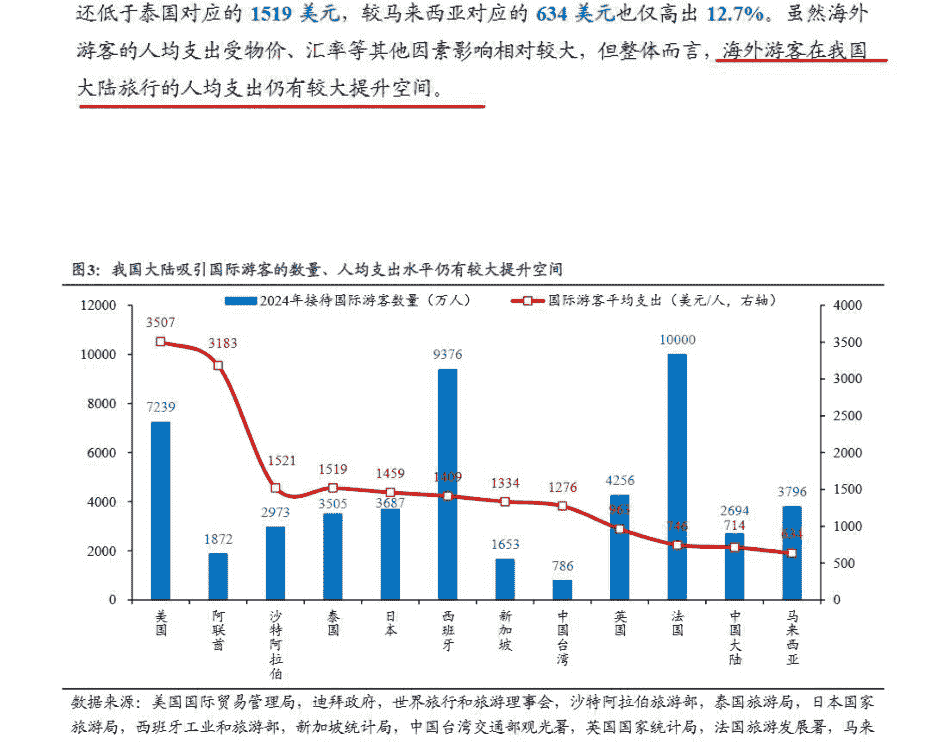 还低于泰国对应的 1519 美元，较马来西亚对应的 634 美元也仅高出 12.7%。虽然海外
游客的人均支出受物价、汇率等其他因素影响相对较大，但整体而言，海外游客在我国
大陆旅行的人均支出仍有较大提升空间。
图3：我国大陆吸引国际游客的数量、人均支出水平仍有较大提升空间
2024年接待国际游客数量（万人）
国际游客平均支出（美元/人，右轴）
12000
10000
8000
6000
4000
2000
0
4000
3500
3000
2500
2000
1500
1000
500
0
3507
3183
1521
1519
1459
1409
1334
1276
967
746
714
634
7239
1872
2973
3505
3687
9376
1653
786
4256
10000
2694
3796
美国
阿联酋
沙特阿拉伯
泰国
日本
西班牙
新加坡
中国台湾
英国
法国
中国大陆
马来西亚
数据来源：美国国际贸易管理局，迪拜政府，世界旅行和旅游理事会，沙特阿拉伯旅游部，泰国旅游局，日本国家
旅游局，西班牙工业和旅游部，新加坡统计局，中国台湾交通部观光署，英国国家统计局，法国旅游发展署，马来